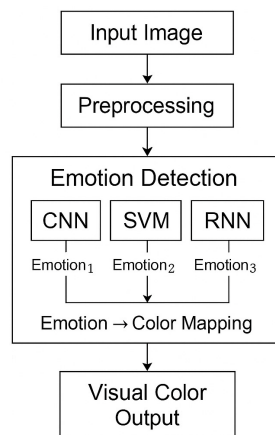 Input Image
Preprocessing
Emotion Detection
CNN SVM RNN
Emotion₁ Emotion₂ Emotion₃
Emotion → Color Mapping
Visual Color
Output